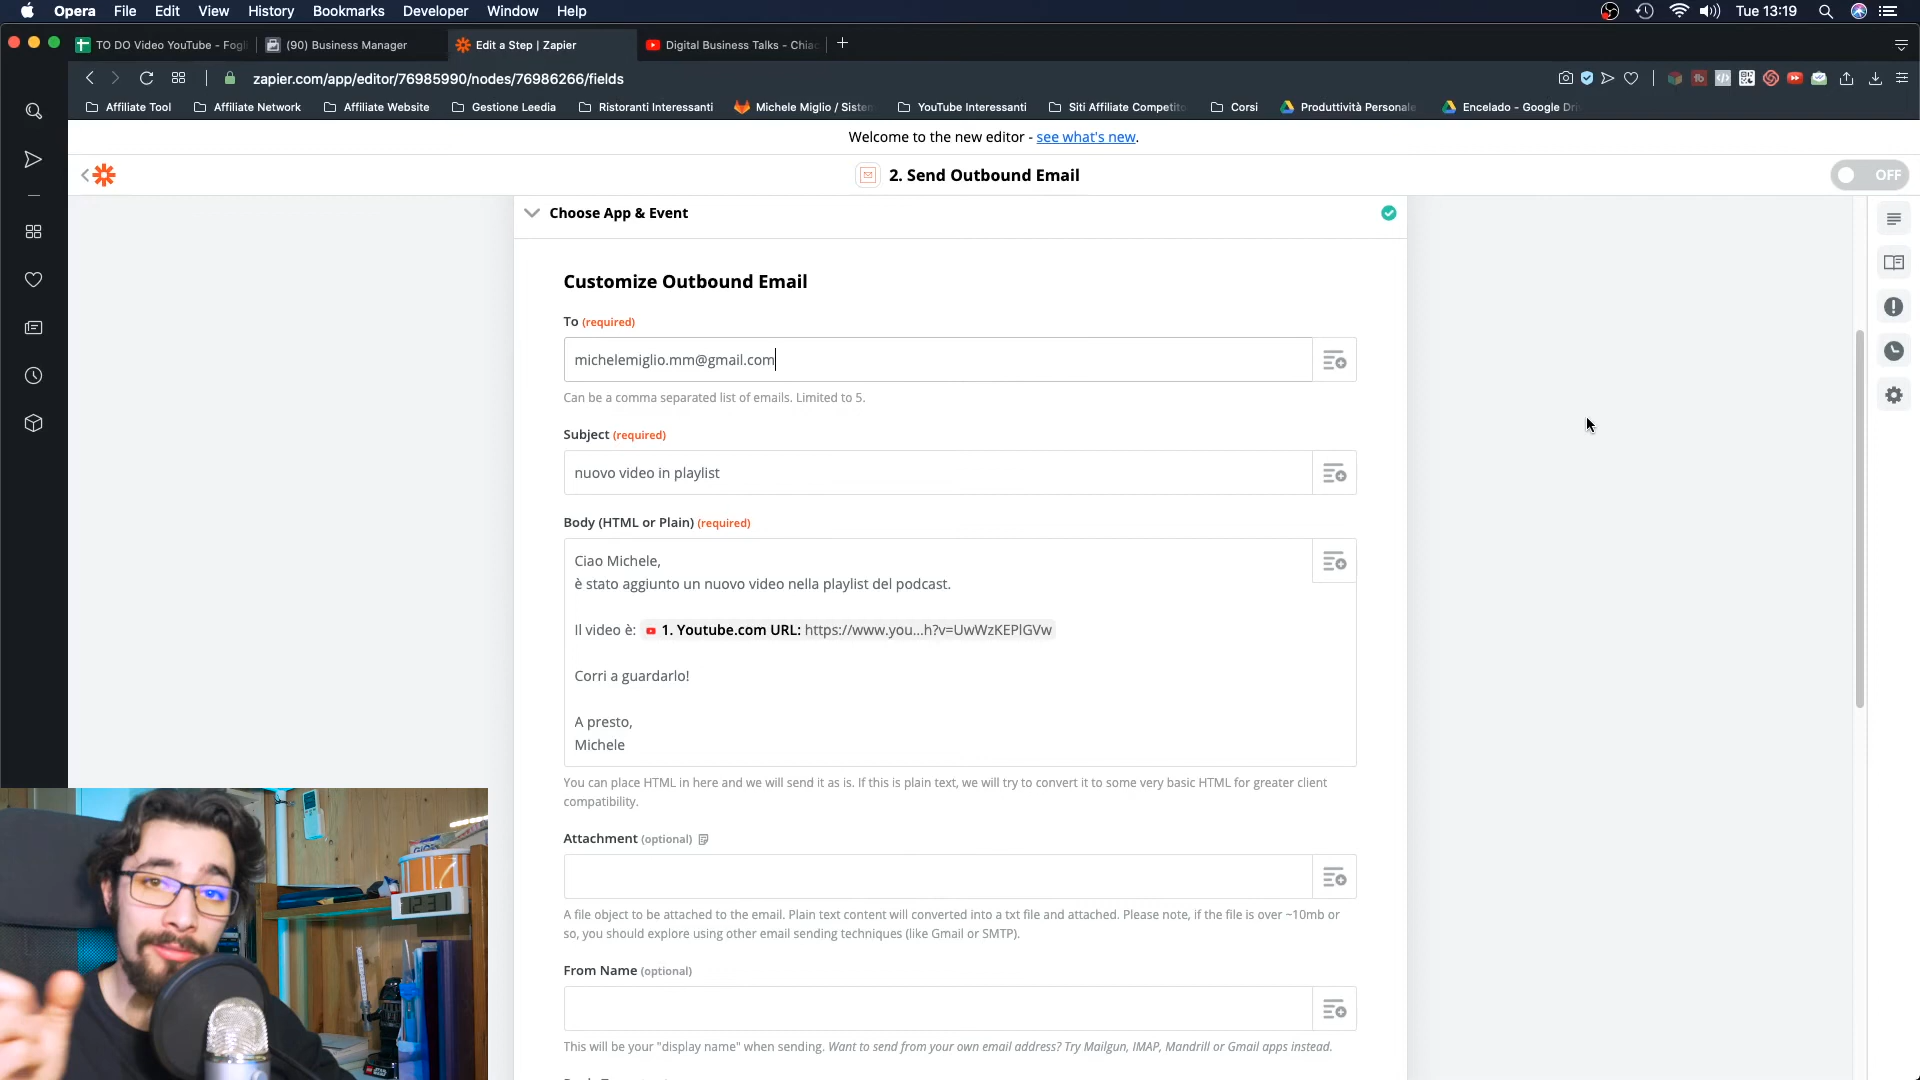 Opera File Edit View History Bookmarks Developer Window Help Tue 13:19
TO DO Video YouTube - Fogli (90) Business Manager Edit a Step | Zapier Digital Business Talks - Chiac
zapier.com/app/editor/76985990/nodes/76986266/fields
Affiliate Tool Affiliate Network Affiliate Website Gestione Leedia Ristoranti Interessanti Michele Miglio / Sistem YouTube Interessanti Siti Affiliate Competito Corsi Produttività Personale Encelado - Google Dri
Welcome to the new editor - see what's new.
2. Send Outbound Email
OFF
Choose App & Event
Customize Outbound Email
To (required)
michelemiglio.mm@gmail.com
Can be a comma separated list of emails. Limited to 5.
Subject (required)
nuovo video in playlist
Body (HTML or Plain) (required)
Ciao Michele,
è stato aggiunto un nuovo video nella playlist del podcast.
Il video è: 1. Youtube.com URL: https://www.you...h?v=UwWzKEPlGVw
Corri a guardarlo!
A presto,
Michele
You can place HTML in here and we will send it as is. If this is plain text, we will try to convert it to some very basic HTML for greater client
compatibility.
Attachment (optional)
A file object to be attached to the email. Plain text content will converted into a txt file and attached. Please note, if the file is over ~10mb or
so, you should explore using other email sending techniques (like Gmail or SMTP).
From Name (optional)
This will be your "display name" when sending. Want to send from your own email address? Try Mailgun, IMAP, Mandrill or Gmail apps instead.
12:31